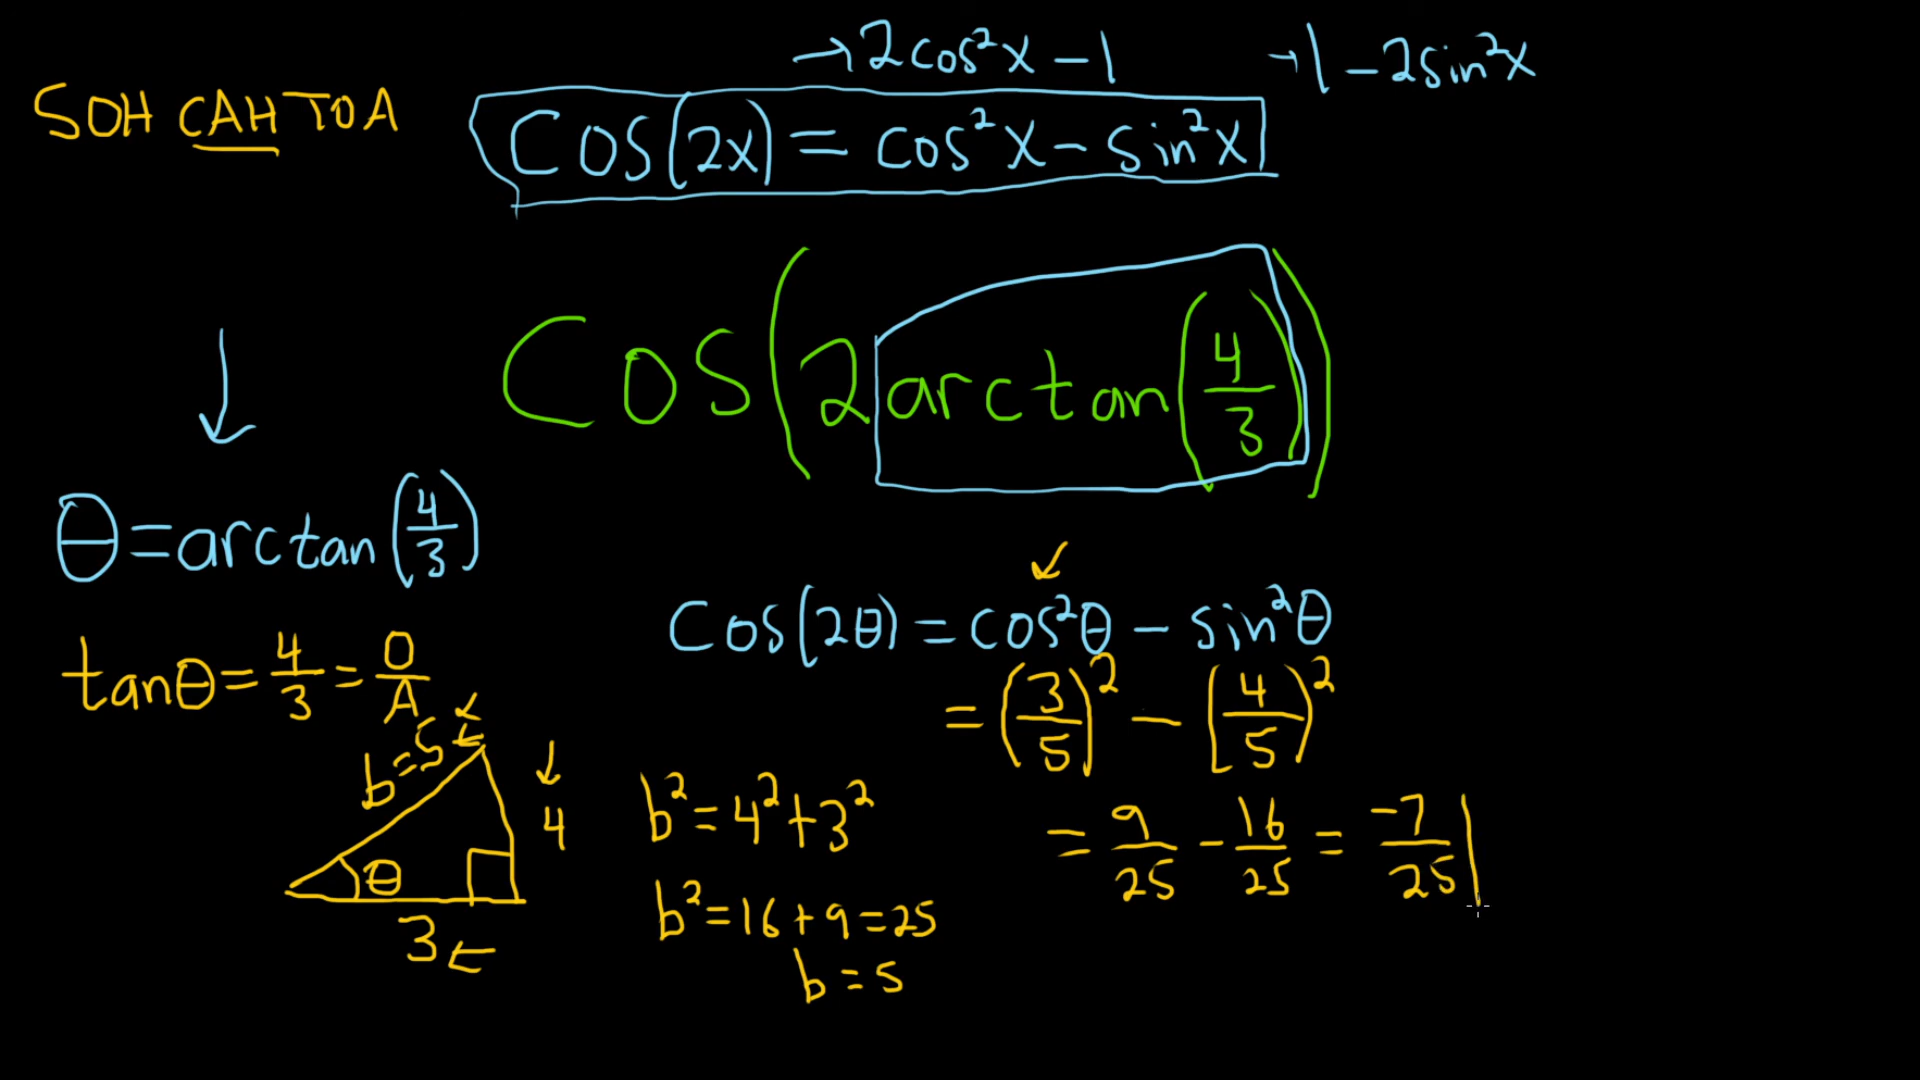 → 2cos²x − 1 → 1 − 2sin²x
SOH CAH TOA
cos(2x) = cos²x − sin²x
cos(2arctan(4/3))
θ = arctan(4/3)
cos(2θ) = cos²θ − sin²θ
tanθ = 4/3 = O/A
= (3/5)² − (4/5)²
b = 5
4
θ
3
b² = 4² + 3²
b² = 16 + 9 = 25
b = 5
= 9/25 − 16/25 = −7/25